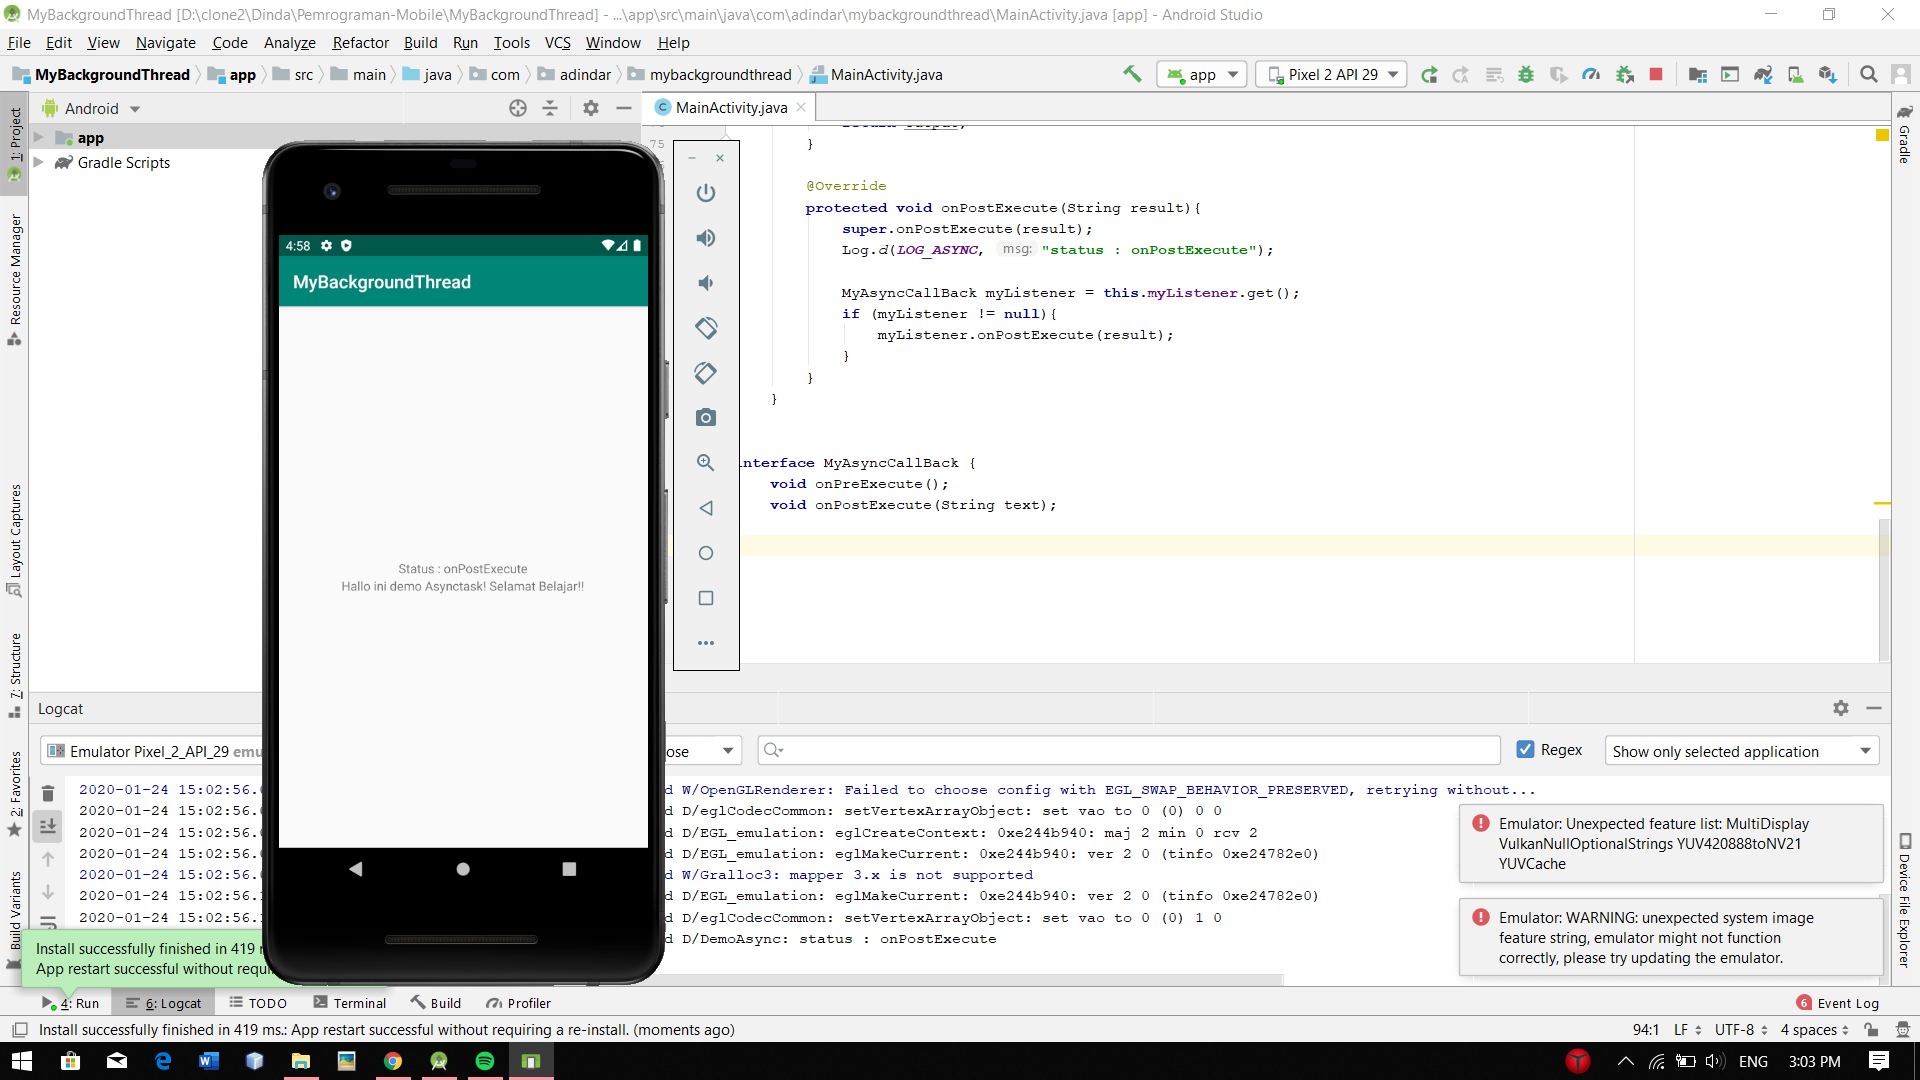 MyBackgroundThread [D:\clone2\Dinda\Pemrograman-Mobile\MyBackgroundThread] - ...\app\src\main\java\com\adindar\mybackgroundthread\MainActivity.java [app] - Android Studio
File Edit View Navigate Code Analyze Refactor Build Run Tools VCS Window Help
MyBackgroundThread app src main java com adindar mybackgroundthread MainActivity.java
app Pixel 2 API 29
Android
MainActivity.java
app
Gradle Scripts
1: Project
Resource Manager
Layout Captures
7: Structure
2: Favorites
Build Variants
Gradle
Device File Explorer
75
}
@Override
protected void onPostExecute(String result){
super.onPostExecute(result);
Log.d(LOG_ASYNC, msg: "status : onPostExecute");
MyAsyncCallBack myListener = this.myListener.get();
if (myListener != null){
myListener.onPostExecute(result);
}
}
}
nterface MyAsyncCallBack {
void onPreExecute();
void onPostExecute(String text);
4:58
MyBackgroundThread
Status : onPostExecute
Hallo ini demo Asynctask! Selamat Belajar!!
Logcat
Emulator Pixel_2_API_29 emu
ose
Regex
Show only selected application
2020-01-24 15:02:56. d W/OpenGLRenderer: Failed to choose config with EGL_SWAP_BEHAVIOR_PRESERVED, retrying without...
2020-01-24 15:02:56. d D/eglCodecCommon: setVertexArrayObject: set vao to 0 (0) 0 0
2020-01-24 15:02:56. d D/EGL_emulation: eglCreateContext: 0xe244b940: maj 2 min 0 rcv 2
2020-01-24 15:02:56. d D/EGL_emulation: eglMakeCurrent: 0xe244b940: ver 2 0 (tinfo 0xe24782e0)
2020-01-24 15:02:56. d W/Gralloc3: mapper 3.x is not supported
2020-01-24 15:02:56. d D/EGL_emulation: eglMakeCurrent: 0xe244b940: ver 2 0 (tinfo 0xe24782e0)
2020-01-24 15:02:56. d D/eglCodecCommon: setVertexArrayObject: set vao to 0 (0) 1 0
d D/DemoAsync: status : onPostExecute
Emulator: Unexpected feature list: MultiDisplay
VulkanNullOptionalStrings YUV420888toNV21
YUVCache
Emulator: WARNING: unexpected system image
feature string, emulator might not function
correctly, please try updating the emulator.
Install successfully finished in 419
App restart successful without requi
4: Run 6: Logcat TODO Terminal Build Profiler
6 Event Log
Install successfully finished in 419 ms.: App restart successful without requiring a re-install. (moments ago)
94:1 LF UTF-8 4 spaces
ENG 3:03 PM